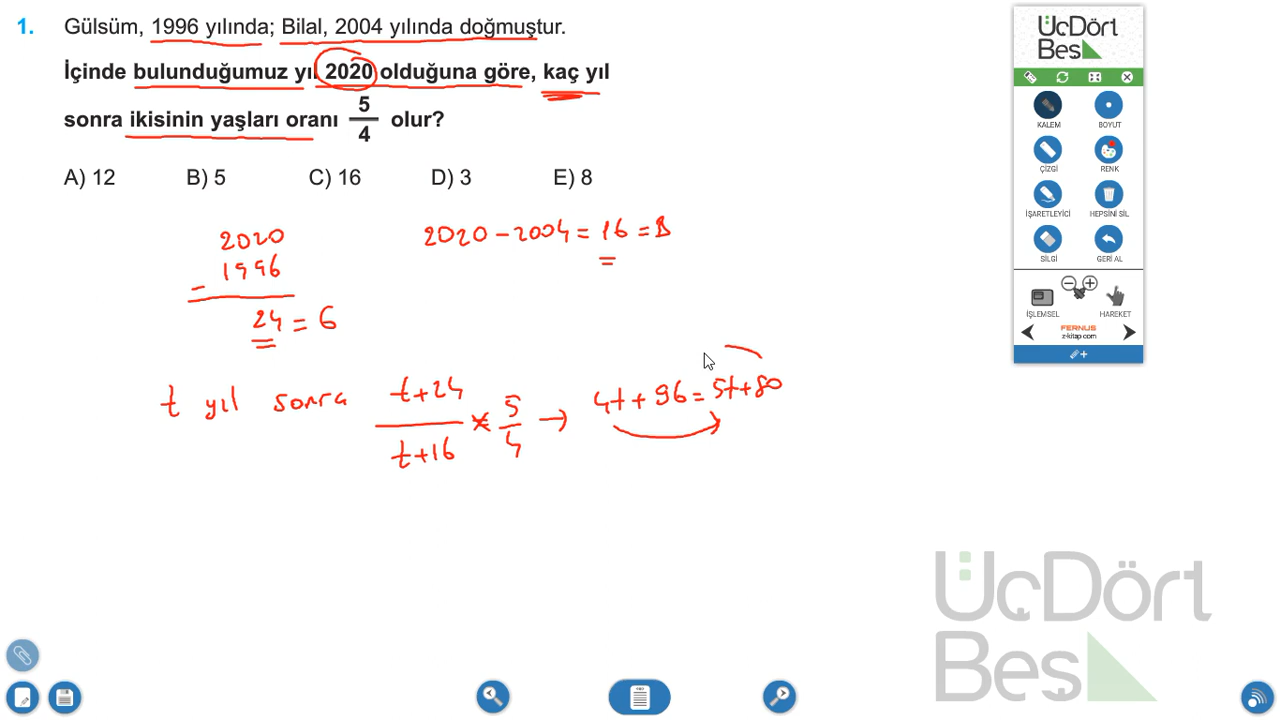 1. Gülsüm, 1996 yılında; Bilal, 2004 yılında doğmuştur.
İçinde bulunduğumuz yıl 2020 olduğuna göre, kaç yıl
sonra ikisinin yaşları oranı 5/4 olur?
A) 12 B) 5 C) 16 D) 3 E) 8
2020
- 1996
24 = 6
2020 - 2004 = 16 = B
t yıl sonra t+24 / t+16 = 5/4 → 4t + 96 = 5t + 80
ÜçDört
Beş
KALEM BOYUT
ÇİZGİ RENK
İŞARETLEYİCİ HEPSİNİ SİL
SİLGİ GERİ AL
İŞLEMSEL HAREKET
FERNUS
z-kitap.com
ÜçDört
Beş